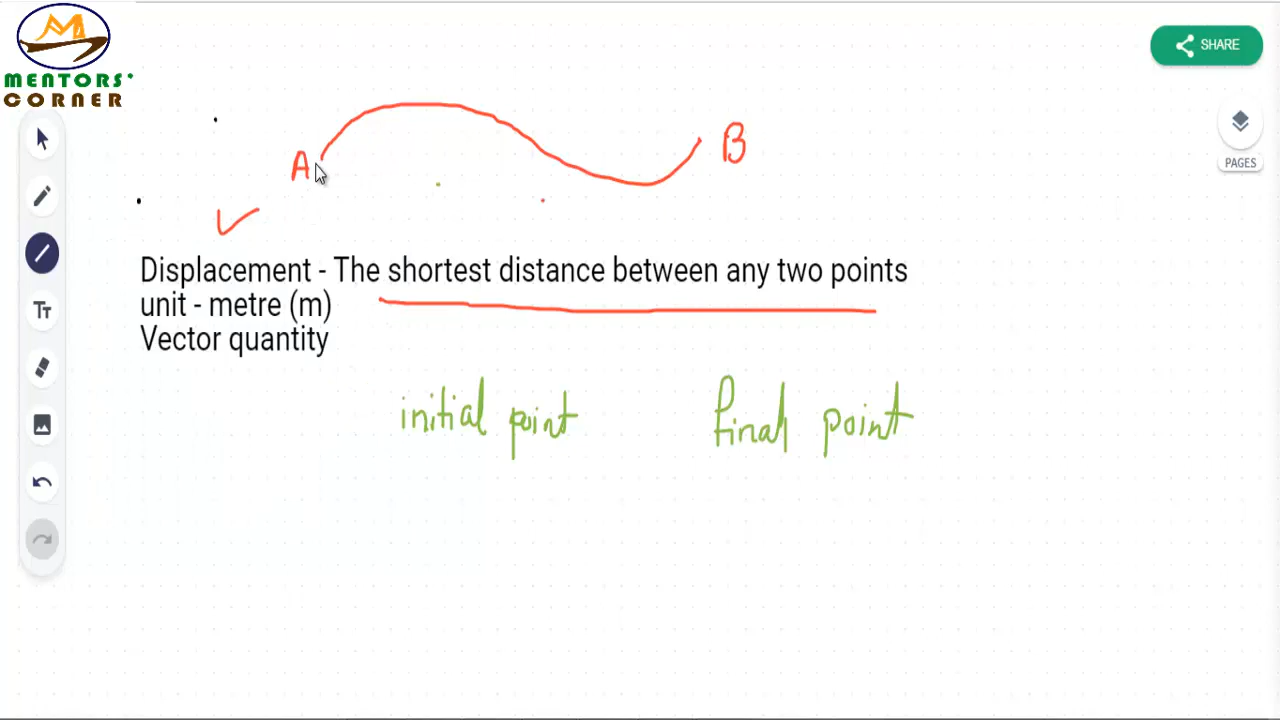 MENTORS'
CORNER
SHARE
PAGES
A
B
Displacement - The shortest distance between any two points
unit - metre (m)
Vector quantity
initial point final point
Tт